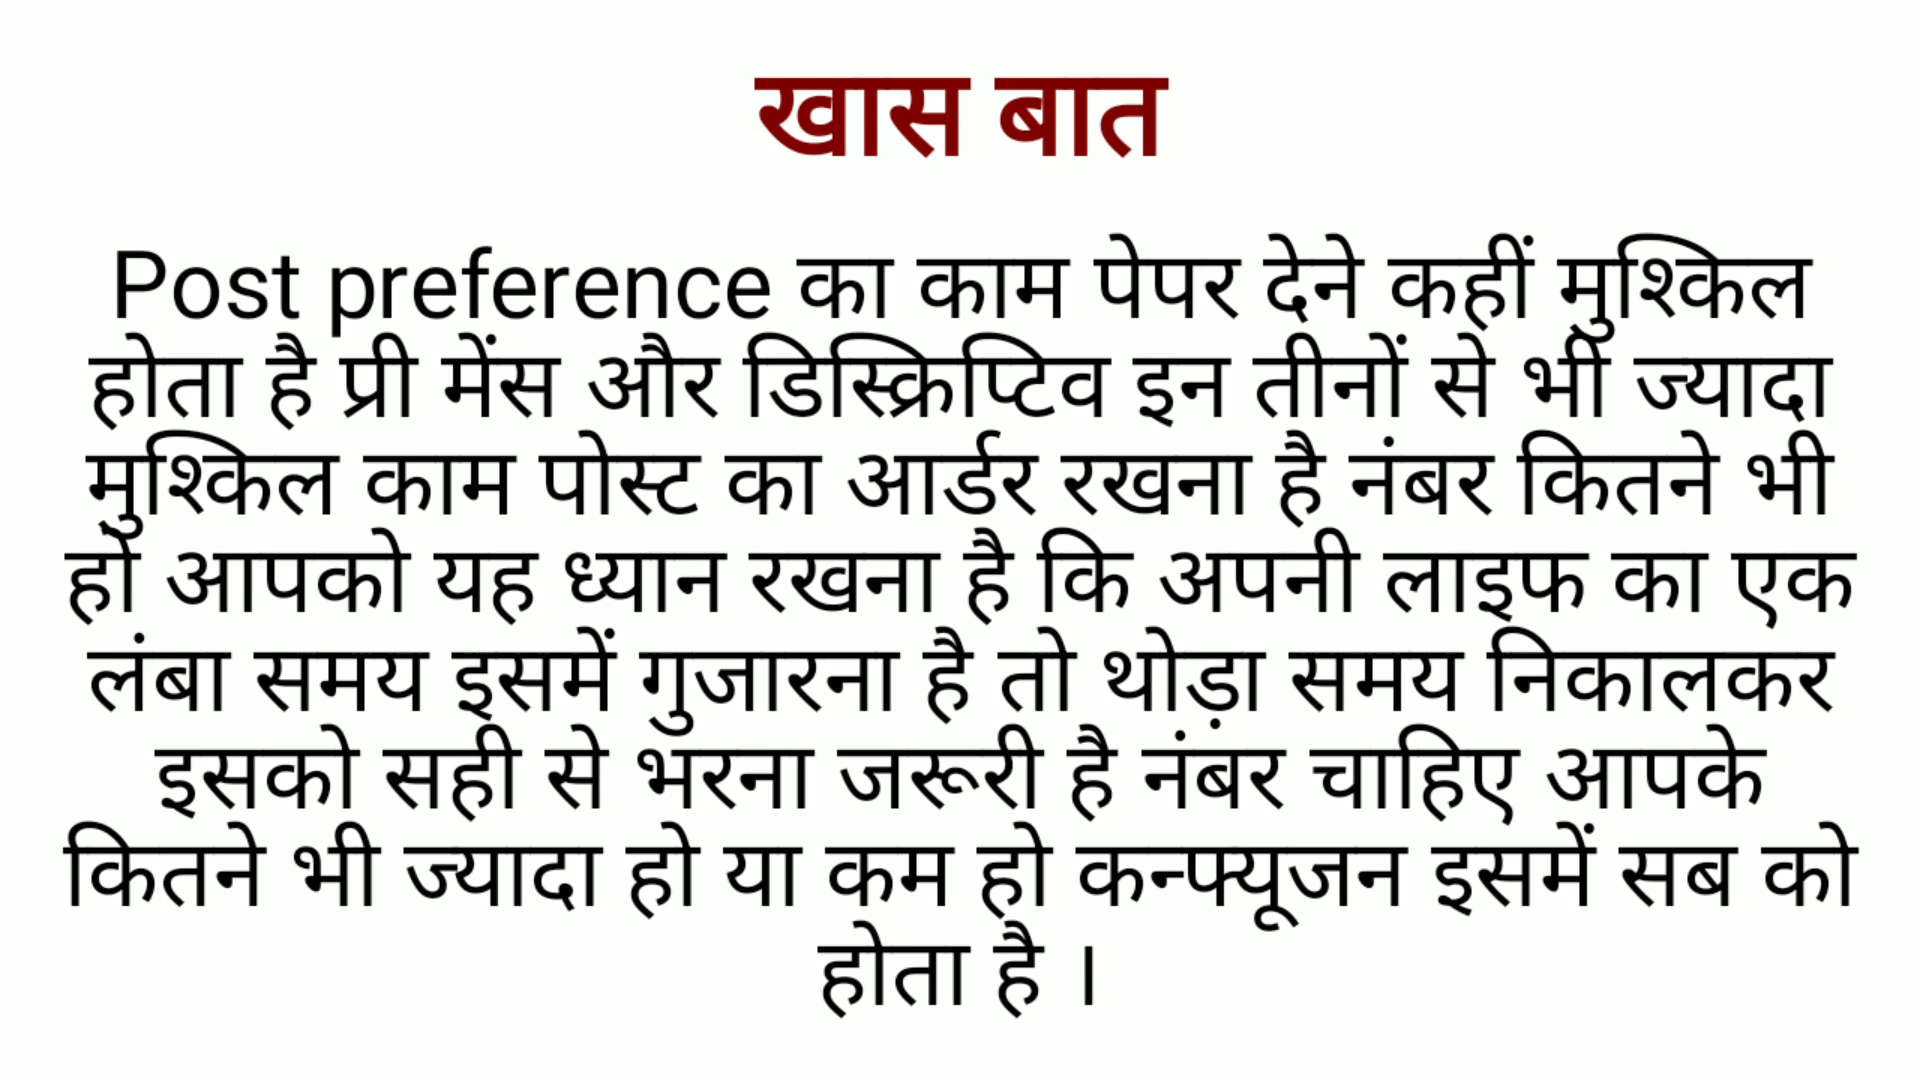 खास बात
Post preference का काम पेपर देने कहीं मुश्किल
होता है प्री मेंस और डिस्क्रिप्टिव इन तीनों से भी ज्यादा
मुश्किल काम पोस्ट का आर्डर रखना है नंबर कितने भी
हो आपको यह ध्यान रखना है कि अपनी लाइफ का एक
लंबा समय इसमें गुजारना है तो थोड़ा समय निकालकर
इसको सही से भरना जरूरी है नंबर चाहिए आपके
कितने भी ज्यादा हो या कम हो कन्फ्यूजन इसमें सब को
होता है ।